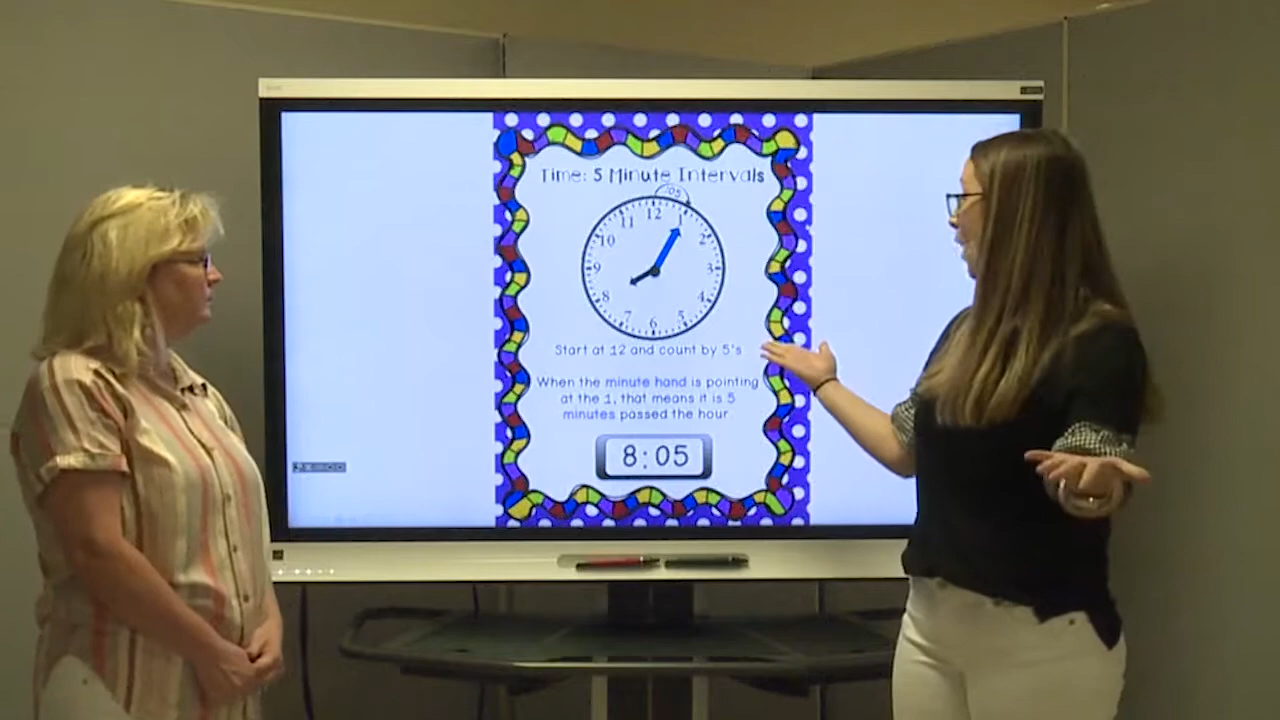 Time: 5 Minute Intervals
:05
12
11
1
10
2
9
3
8
4
7
5
6
Start at 12 and count by 5's
When the minute hand is pointing
at the 1, that means it is 5
minutes passed the hour
8:05